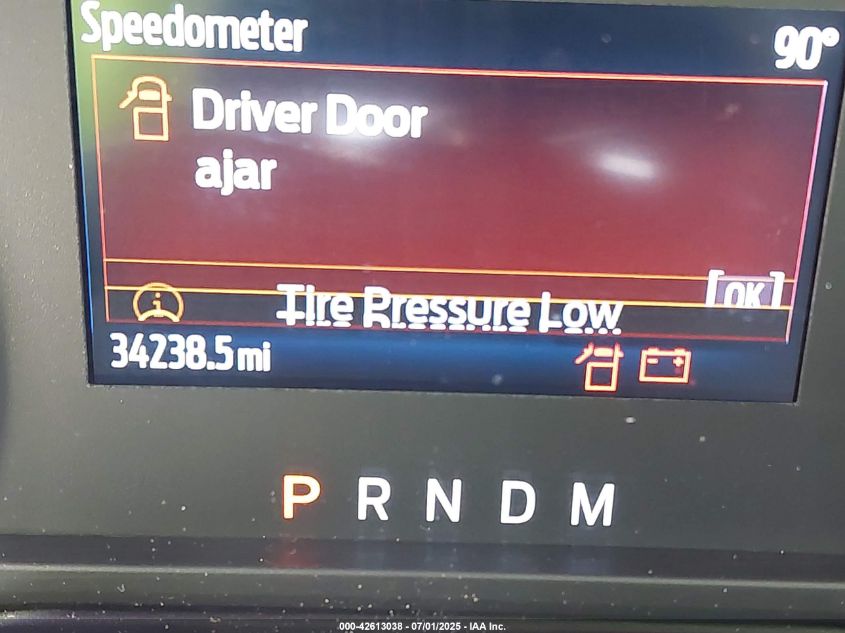 Speedometer
90°
Driver Door
ajar
[OK]
Tire Pressure Low
34238.5 mi
P R N D M
000-42613038 - 07/01/2025 - IAA Inc.